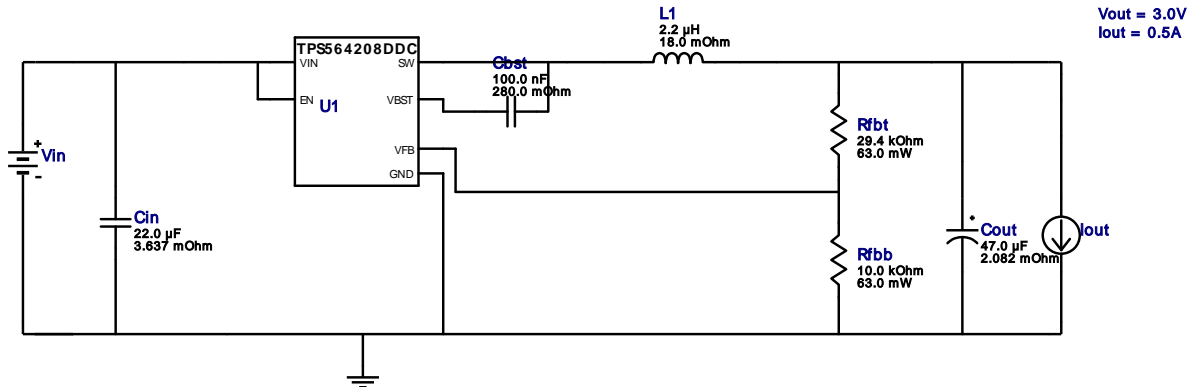 Vout = 3.0V
Iout = 0.5A
L1
2.2 µH
18.0 mOhm
TPS564208DDC
VIN
SW
Cbst
100.0 nF
280.0 mOhm
EN
U1
VBST
VFB
GND
Rfbt
29.4 kOhm
63.0 mW
+
Vin
-
Cin
22.0 µF
3.637 mOhm
Cout
47.0 µF
2.082 mOhm
Iout
Rfbb
10.0 kOhm
63.0 mW